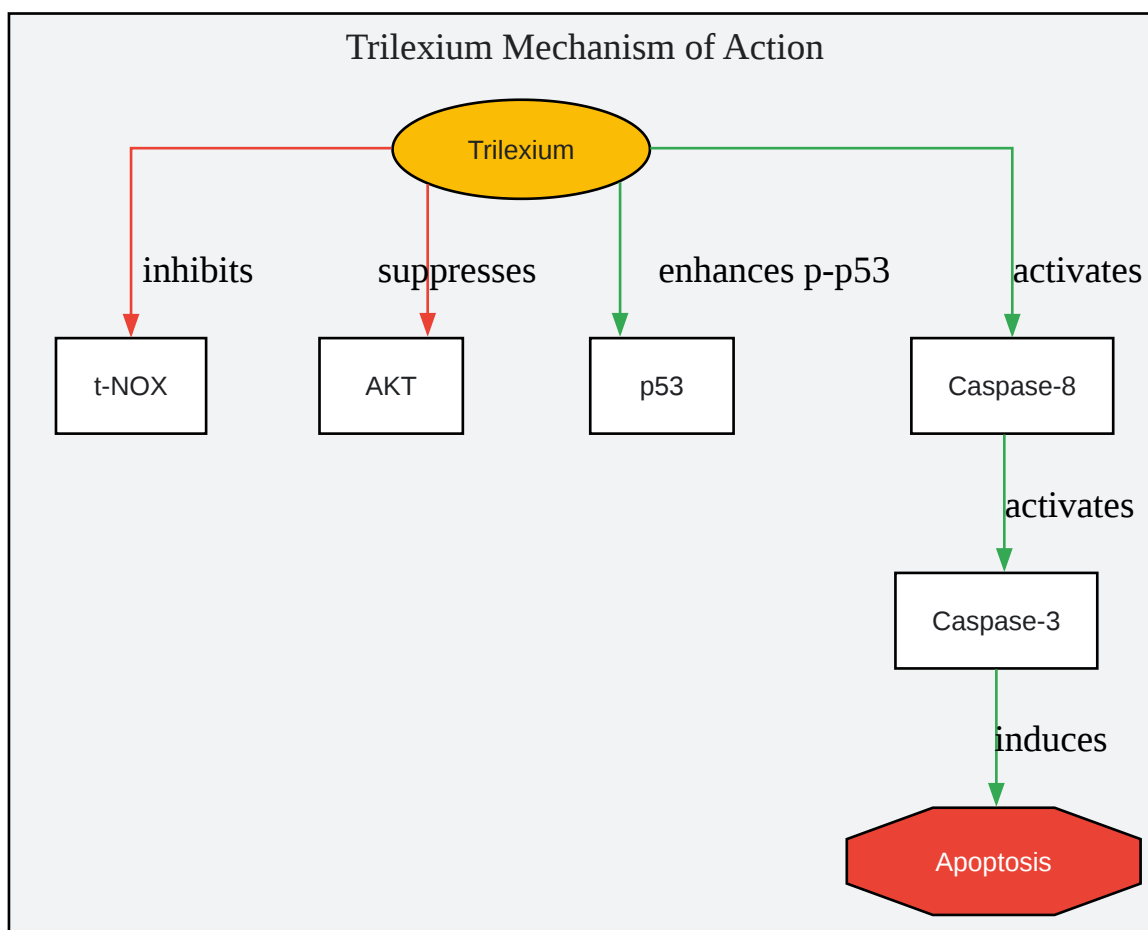 Trilexium Mechanism of Action
Trilexium
inhibits
suppresses
enhances p-p53
activates
t-NOX
AKT
p53
Caspase-8
activates
Caspase-3
induces
Apoptosis